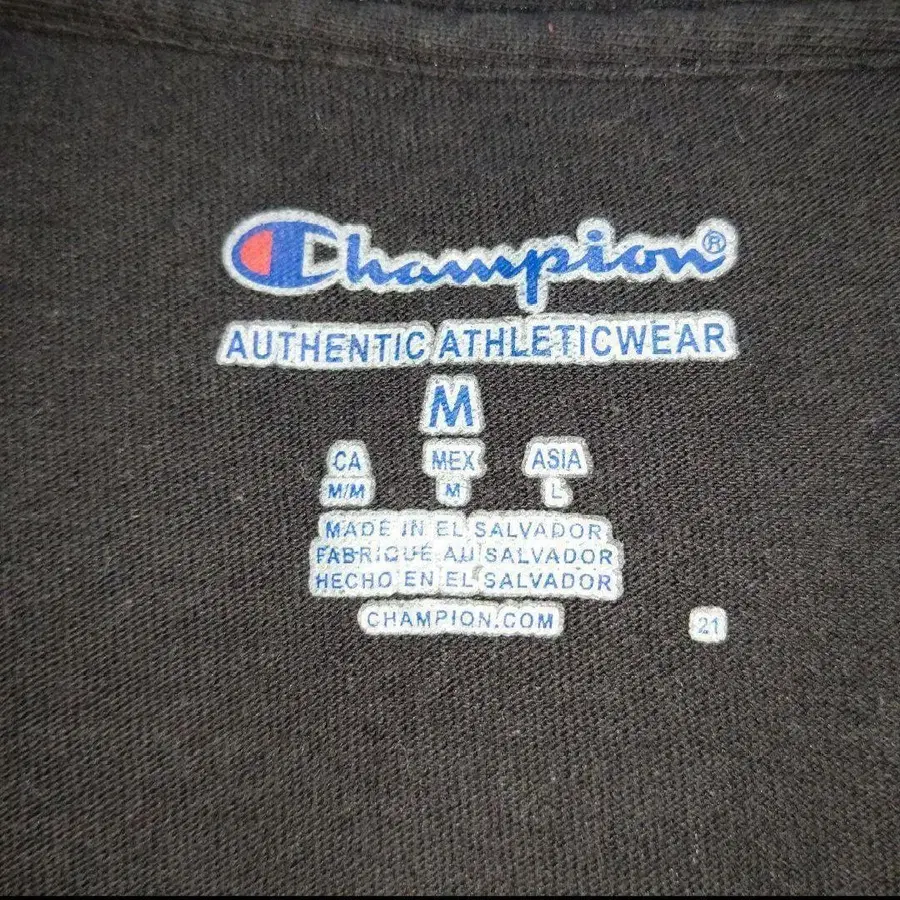 Champion®
AUTHENTIC ATHLETICWEAR
M
CA MEX ASIA
M/M M L
MADE IN EL SALVADOR
FABRIQUÉ AU SALVADOR
HECHO EN EL SALVADOR
CHAMPION.COM
21